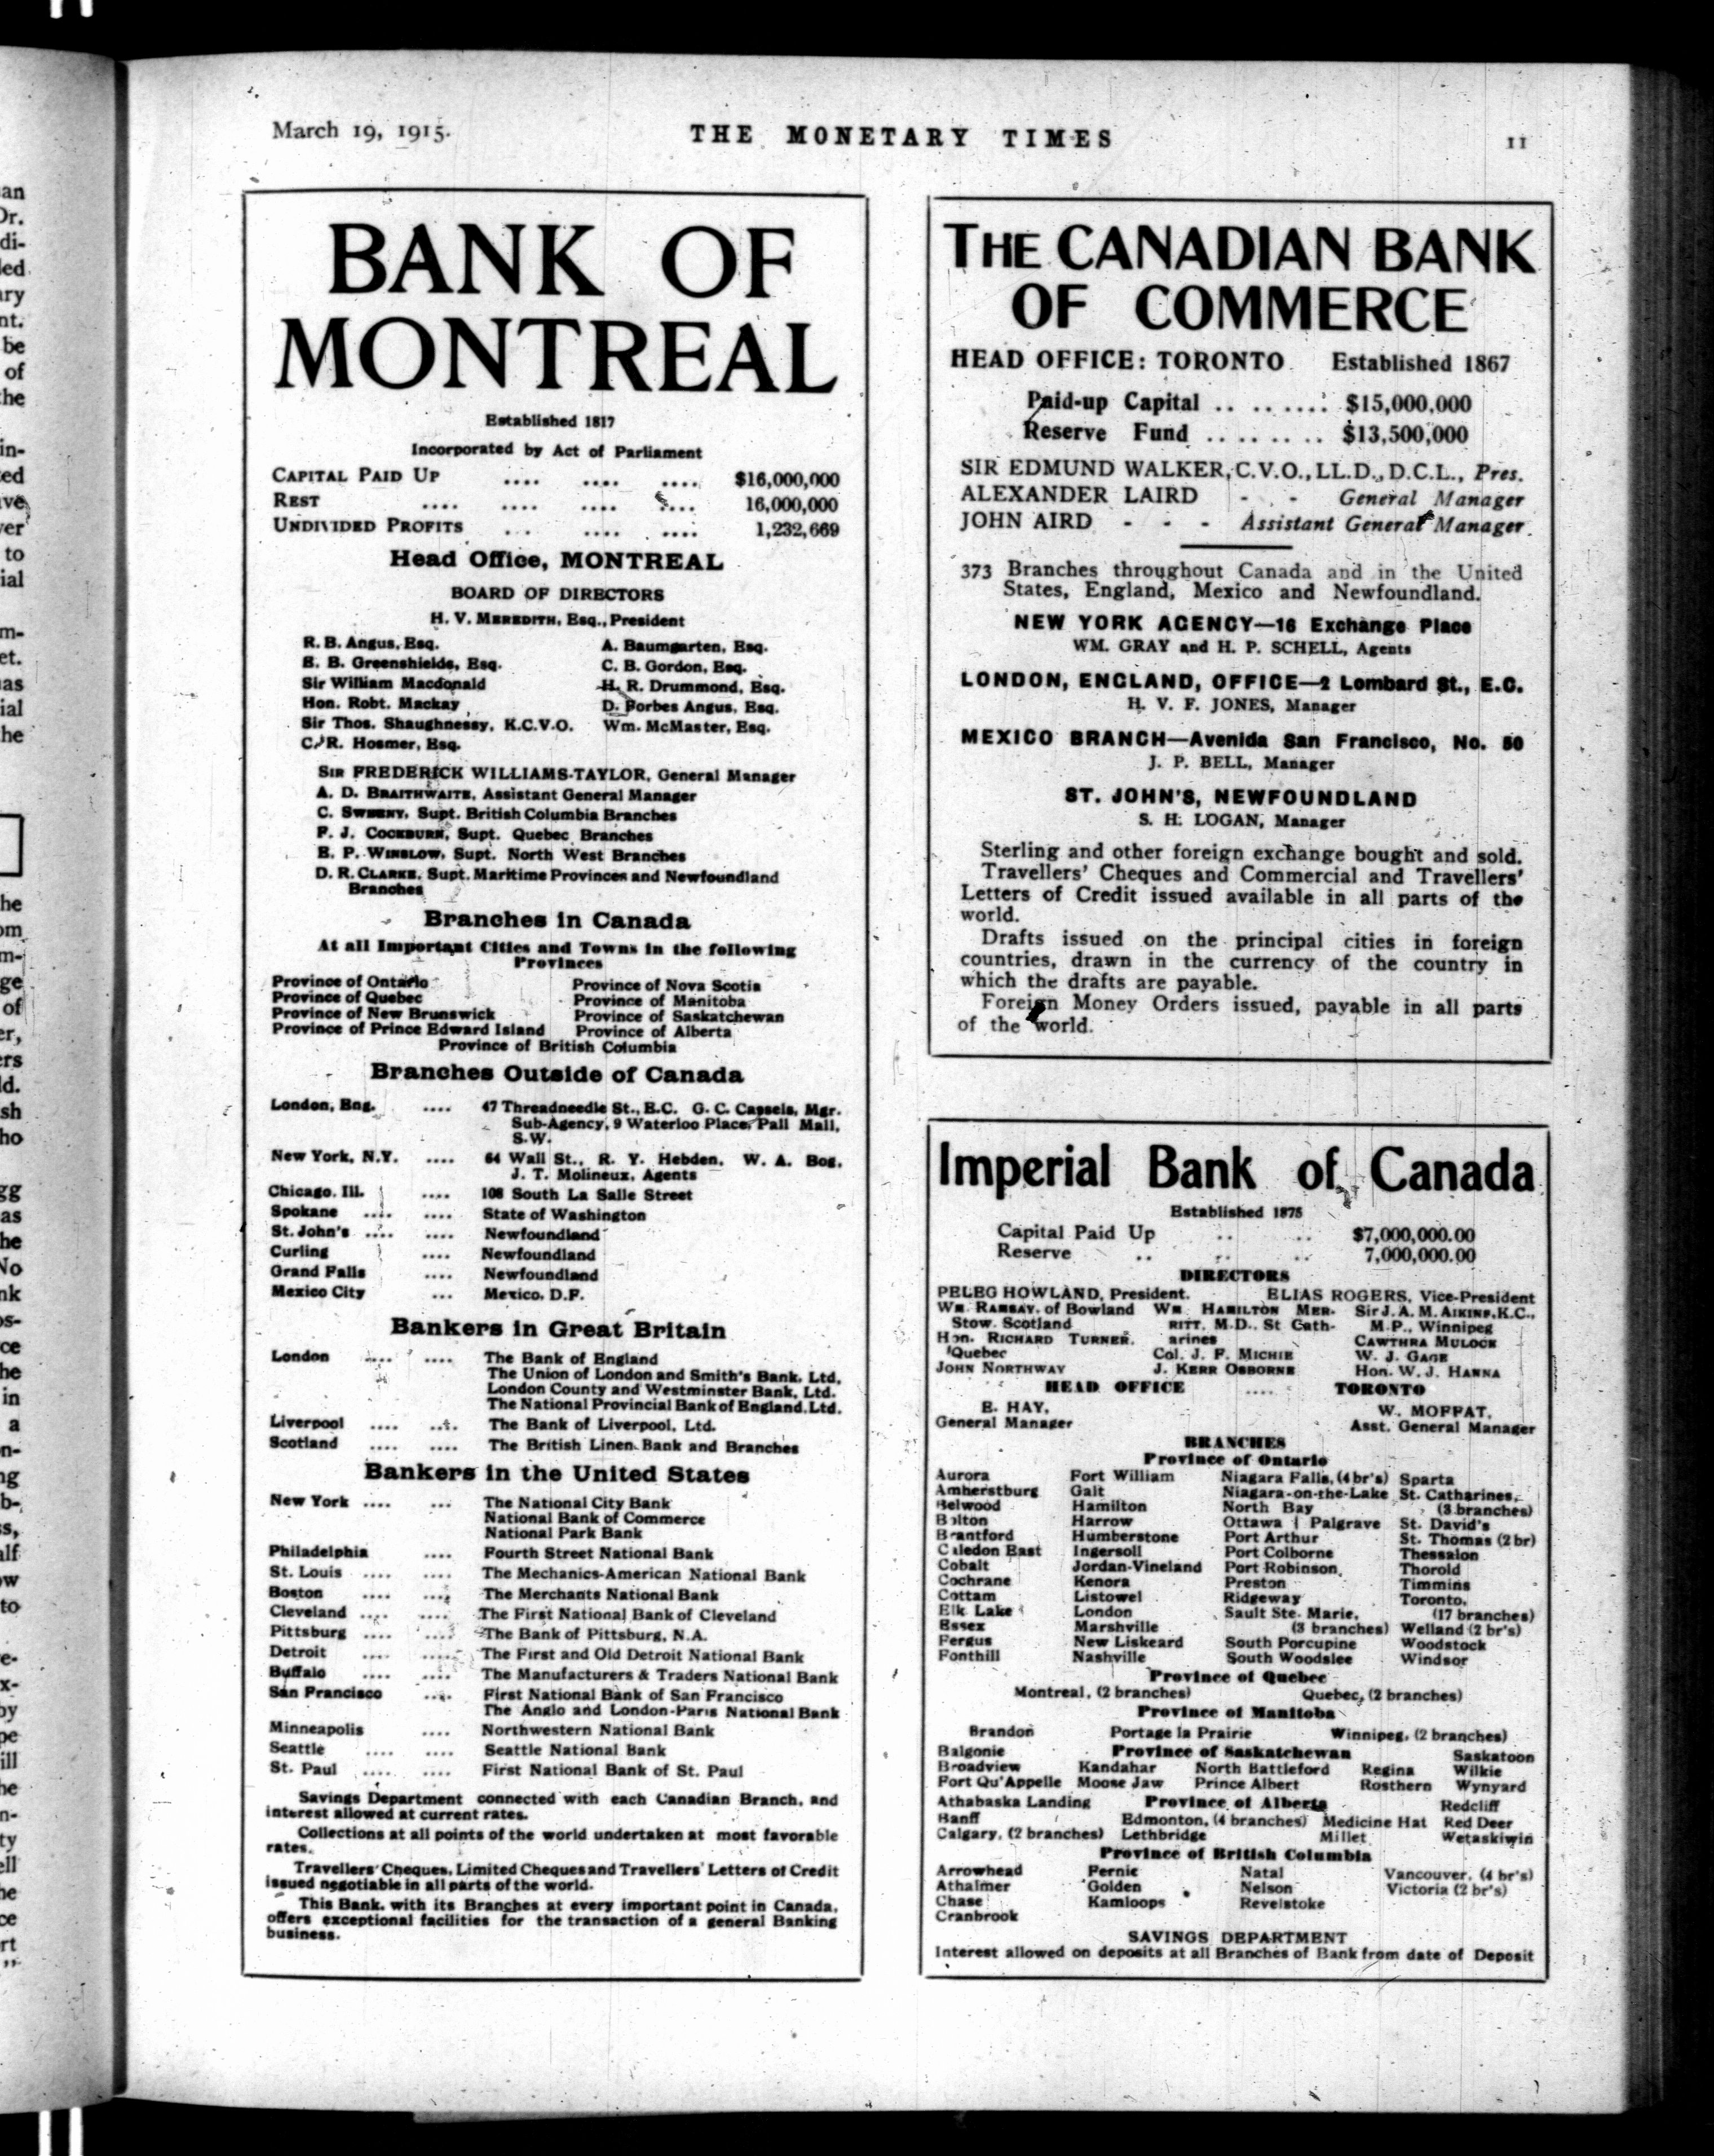 March 19, 1915.
THE MONETARY TIMES
11
BANK OF
MONTREAL
Established 1817
Incorporated by Act of Parliament
CAPITAL PAID UP .... .... .... $16,000,000
REST .... .... .... .... 16,000,000
UNDIVIDED PROFITS ... .... .... 1,232,669
Head Office, MONTREAL
BOARD OF DIRECTORS
H. V. MEREDITH, Esq., President
R. B. Angus, Esq. A. Baumgarten, Esq.
E. B. Greenshields, Esq. C. B. Gordon, Esq.
Sir William Macdonald H. R. Drummond, Esq.
Hon. Robt. Mackay D. Forbes Angus, Esq.
Sir Thos. Shaughnessy, K.C.V.O. Wm. McMaster, Esq.
C. R. Hosmer, Esq.
SIR FREDERICK WILLIAMS-TAYLOR, General Manager
A. D. BRAITHWAITE, Assistant General Manager
C. SWEENY, Supt. British Columbia Branches
F. J. COCKBURN, Supt. Quebec Branches
E. P. WINSLOW, Supt. North West Branches
D. R. CLARKE, Supt. Maritime Provinces and Newfoundland
Branches
Branches in Canada
At all Important Cities and Towns in the following
Provinces
Province of Ontario Province of Nova Scotia
Province of Quebec Province of Manitoba
Province of New Brunswick Province of Saskatchewan
Province of Prince Edward Island Province of Alberta
Province of British Columbia
Branches Outside of Canada
London, Eng. .... 47 Threadneedle St., E.C. G. C. Cassels, Mgr.
Sub-Agency, 9 Waterloo Place, Pall Mall,
S.W.
New York, N.Y. .... 64 Wall St., R. Y. Hebden, W. A. Bog,
J. T. Molineux, Agents
Chicago, Ill. .... 108 South La Salle Street
Spokane .... .... State of Washington
St. John's .... .... Newfoundland
Curling .... Newfoundland
Grand Falls .... Newfoundland
Mexico City ... Mexico, D.F.
Bankers in Great Britain
London .... .... The Bank of England
The Union of London and Smith's Bank, Ltd.
London County and Westminster Bank, Ltd.
The National Provincial Bank of England, Ltd.
Liverpool .... .... The Bank of Liverpool, Ltd.
Scotland .... .... The British Linen Bank and Branches
Bankers in the United States
New York .... ... The National City Bank
National Bank of Commerce
National Park Bank
Philadelphia .... Fourth Street National Bank
St. Louis .... .... The Mechanics-American National Bank
Boston .... .... The Merchants National Bank
Cleveland .... .... The First National Bank of Cleveland
Pittsburg .... .... The Bank of Pittsburg, N.A.
Detroit .... .... The First and Old Detroit National Bank
Buffalo .... .... The Manufacturers & Traders National Bank
San Francisco .... First National Bank of San Francisco
The Anglo and London-Paris National Bank
Minneapolis .... Northwestern National Bank
Seattle .... .... Seattle National Bank
St. Paul .... .... First National Bank of St. Paul
Savings Department connected with each Canadian Branch, and
interest allowed at current rates.
Collections at all points of the world undertaken at most favorable
rates.
Travellers' Cheques, Limited Cheques and Travellers' Letters of Credit
issued negotiable in all parts of the world.
This Bank, with its Branches at every important point in Canada,
offers exceptional facilities for the transaction of a general Banking
business.
THE CANADIAN BANK
OF COMMERCE
HEAD OFFICE: TORONTO Established 1867
Paid-up Capital .. ...... $15,000,000
Reserve Fund ........ $13,500,000
SIR EDMUND WALKER, C.V.O., LL.D., D.C.L., Pres.
ALEXANDER LAIRD - - General Manager
JOHN AIRD - - - Assistant General Manager.
373 Branches throughout Canada and in the United
States, England, Mexico and Newfoundland.
NEW YORK AGENCY—16 Exchange Place
WM. GRAY and H. P. SCHELL, Agents
LONDON, ENGLAND, OFFICE—2 Lombard St., E.C.
H. V. F. JONES, Manager
MEXICO BRANCH—Avenida San Francisco, No. 50
J. P. BELL, Manager
ST. JOHN'S, NEWFOUNDLAND
S. H. LOGAN, Manager
Sterling and other foreign exchange bought and sold.
Travellers' Cheques and Commercial and Travellers'
Letters of Credit issued available in all parts of the
world.
Drafts issued on the principal cities in foreign
countries, drawn in the currency of the country in
which the drafts are payable.
Foreign Money Orders issued, payable in all parts
of the world.
Imperial Bank of Canada
Established 1875
Capital Paid Up .. .. $7,000,000.00
Reserve .. .. .. 7,000,000.00
DIRECTORS
PELEG HOWLAND, President. ELIAS ROGERS, Vice-President
WM. RAMSAY, of Bowland WM. HAMILTON MER- Sir J. A. M. AIKINS, K.C.,
Stow, Scotland RITT, M.D., St Cath- M.P., Winnipeg
Hon. RICHARD TURNER, arines CAWTHRA MULOCK
Quebec Col. J. F. MICHIE W. J. GAGE
JOHN NORTHWAY J. KERR OSBORNE Hon. W. J. HANNA
HEAD OFFICE .... TORONTO
E. HAY, W. MOFFAT,
General Manager Asst. General Manager
BRANCHES
Province of Ontario
Aurora Fort William Niagara Falls, (4 br's) Sparta
Amherstburg Galt Niagara-on-the-Lake St. Catharines,
Belwood Hamilton North Bay (3 branches)
Bolton Harrow Ottawa Palgrave St. David's
Brantford Humberstone Port Arthur St. Thomas (2 br)
Caledon East Ingersoll Port Colborne Thessalon
Cobalt Jordan-Vineland Port Robinson Thorold
Cochrane Kenora Preston Timmins
Cottam Listowel Ridgeway Toronto,
Elk Lake London Sault Ste. Marie, (17 branches)
Essex Marshville (3 branches) Welland (2 br's)
Fergus New Liskeard South Porcupine Woodstock
Fonthill Nashville South Woodslee Windsor
Province of Quebec
Montreal, (2 branches) Quebec, (2 branches)
Province of Manitoba
Brandon Portage la Prairie Winnipeg, (2 branches)
Balgonie Province of Saskatchewan Saskatoon
Broadview Kandahar North Battleford Regina Wilkie
Fort Qu'Appelle Moose Jaw Prince Albert Rosthern Wynyard
Athabaska Landing Province of Alberta Redcliff
Banff Edmonton, (4 branches) Medicine Hat Red Deer
Calgary, (2 branches) Lethbridge Millet Wetaskiwin
Province of British Columbia
Arrowhead Fernie Natal Vancouver, (4 br's)
Athalmer Golden Nelson Victoria (2 br's)
Chase Kamloops Revelstoke
Cranbrook
SAVINGS DEPARTMENT
Interest allowed on deposits at all Branches of Bank from date of Deposit